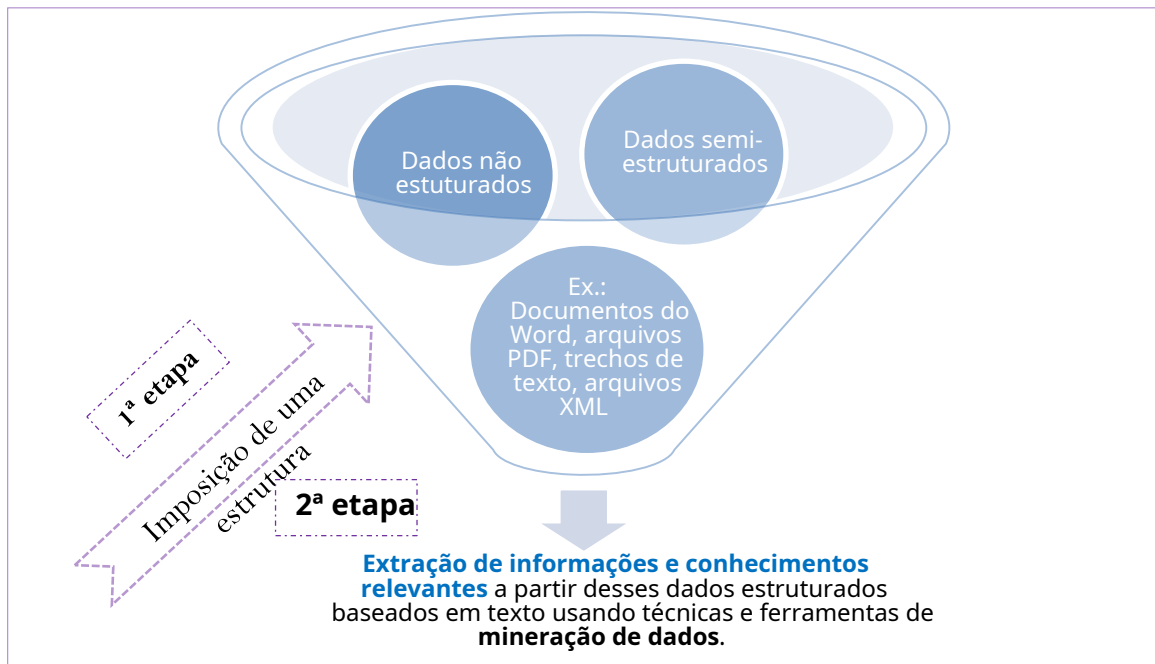 Dados não
estuturados
Dados semi-
estruturados
Ex.:
Documentos do
Word, arquivos
PDF, trechos de
texto, arquivos
XML
1ª etapa
Imposição de uma
estrutura
2ª etapa
Extração de informações e conhecimentos
relevantes a partir desses dados estruturados
baseados em texto usando técnicas e ferramentas de
mineração de dados.